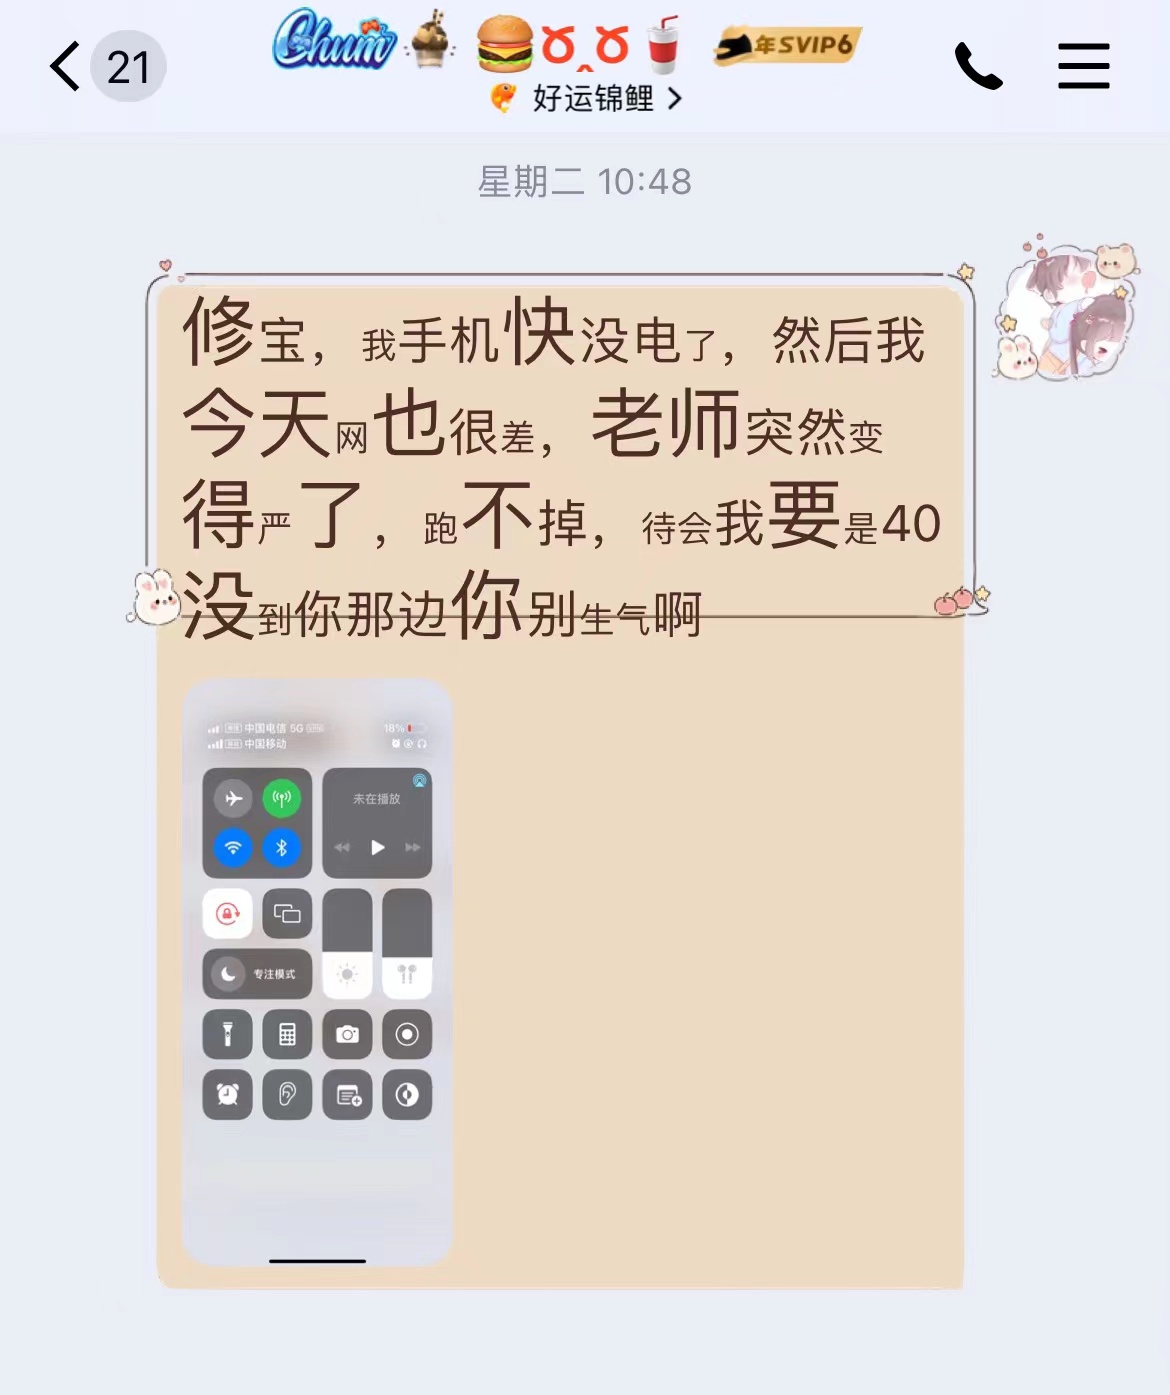 21
Chum
年SVIP6
好运锦鲤
星期二 10:48
修宝，我手机快没电了，然后我
今天网也很差，老师突然变
得严了，跑不掉，待会我要是40
没到你那边你别生气啊
中国电信 5G
18%
中国移动
未在播放
专注模式